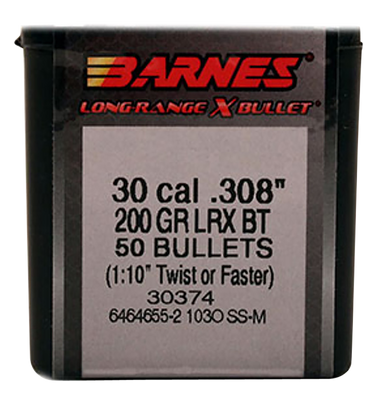 BARNES
LONG-RANGE X BULLET®
30 cal .308"
200 GR LRX BT
50 BULLETS
(1:10" Twist or Faster)
30374
6464655-2 1030 SS-M